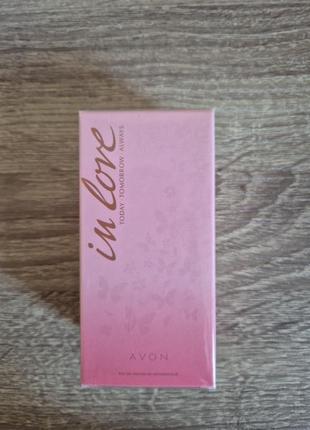 in love
TODAY · TOMORROW · ALWAYS
AVON